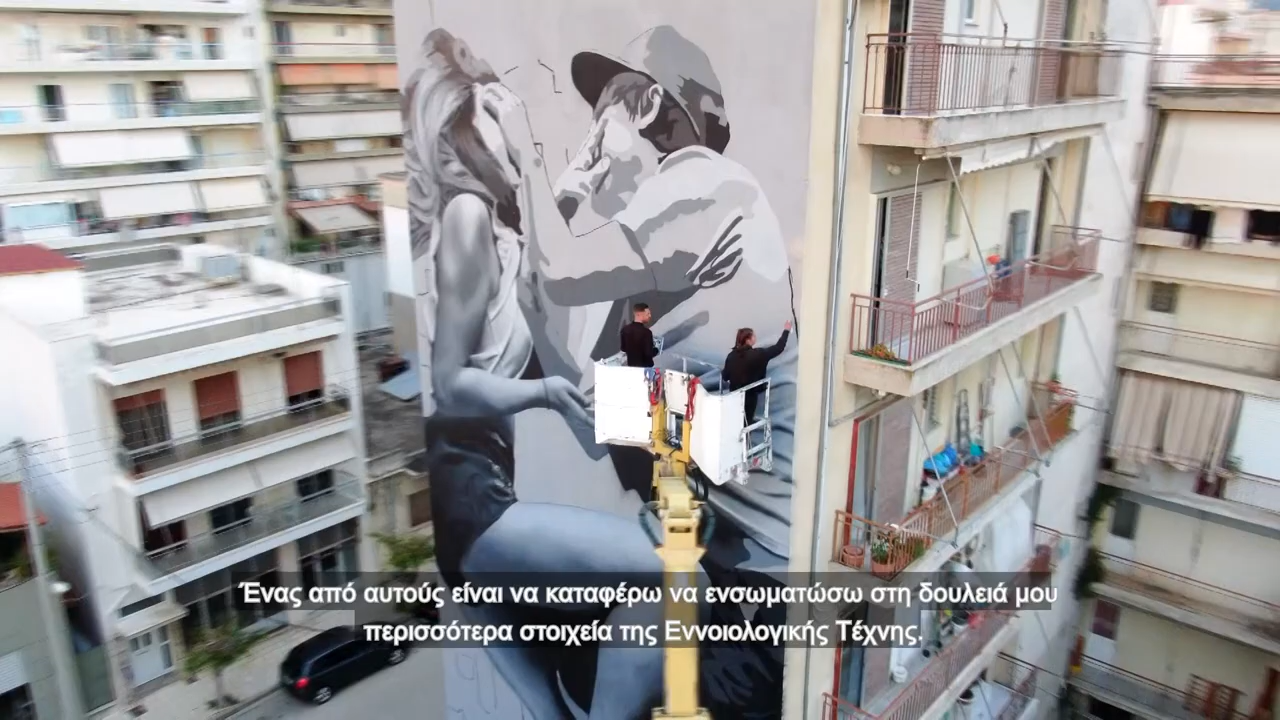 Ένας από αυτούς είναι να καταφέρω να ενσωματώσω στη δουλειά μου
περισσότερα στοιχεία της Εννοιολογικής Τέχνης.